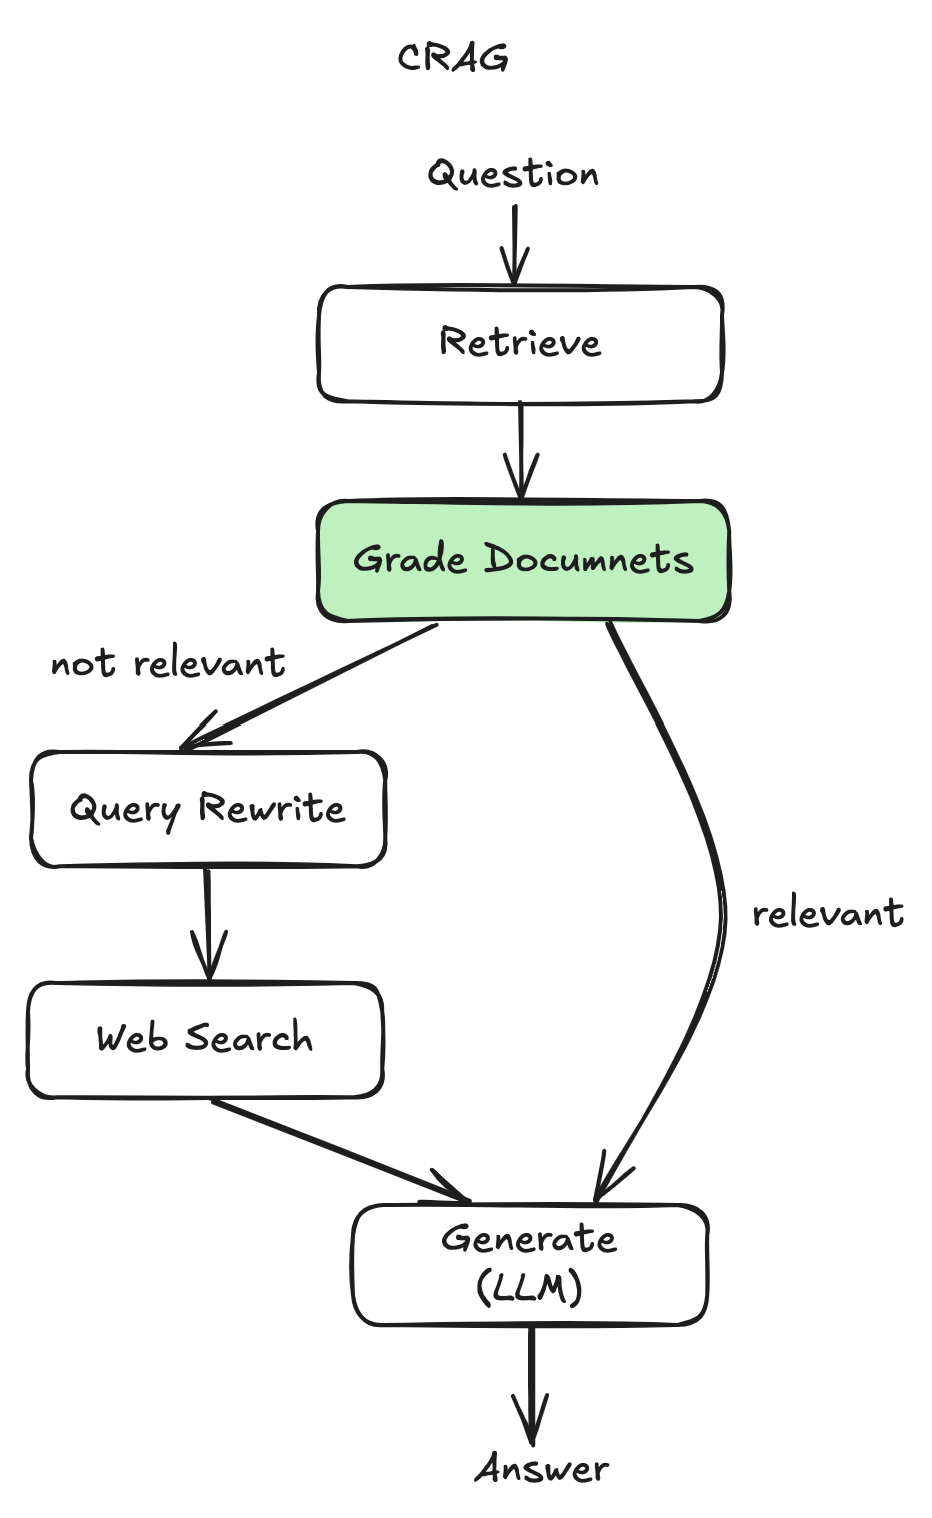 CRAG
Question
Retrieve
Grade Documnets
not relevant
Query Rewrite
relevant
Web Search
Generate
(LLM)
Answer